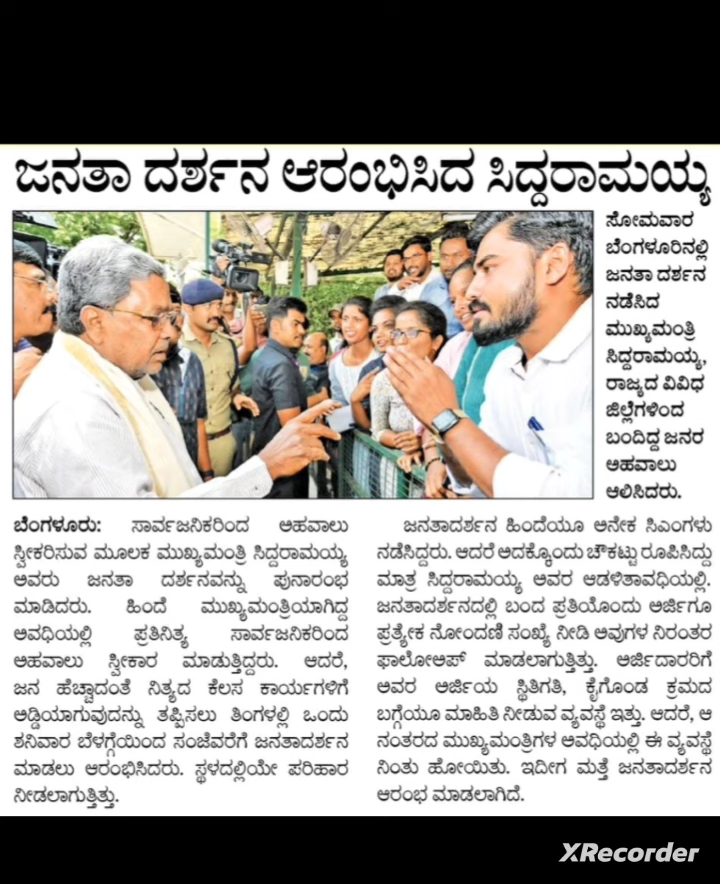 ಜನತಾ ದರ್ಶನ ಆರಂಭಿಸಿದ ಸಿದ್ದರಾಮಯ್ಯ
ಸೋಮವಾರ
ಬೆಂಗಳೂರಿನಲ್ಲಿ
ಜನತಾ ದರ್ಶನ
ನಡೆಸಿದ
ಮುಖ್ಯಮಂತ್ರಿ
ಸಿದ್ದರಾಮಯ್ಯ,
ರಾಜ್ಯದ ವಿವಿಧ
ಜಿಲ್ಲೆಗಳಿಂದ
ಬಂದಿದ್ದ ಜನರ
ಅಹವಾಲು
ಆಲಿಸಿದರು.
ಬೆಂಗಳೂರು: ಸಾರ್ವಜನಿಕರಿಂದ ಅಹವಾಲು
ಸ್ವೀಕರಿಸುವ ಮೂಲಕ ಮುಖ್ಯಮಂತ್ರಿ ಸಿದ್ದರಾಮಯ್ಯ
ಅವರು ಜನತಾ ದರ್ಶನವನ್ನು ಪುನಾರಂಭ
ಮಾಡಿದರು. ಹಿಂದೆ ಮುಖ್ಯಮಂತ್ರಿಯಾಗಿದ್ದ
ಅವಧಿಯಲ್ಲಿ ಪ್ರತಿನಿತ್ಯ ಸಾರ್ವಜನಿಕರಿಂದ
ಅಹವಾಲು ಸ್ವೀಕಾರ ಮಾಡುತ್ತಿದ್ದರು. ಆದರೆ,
ಜನ ಹೆಚ್ಚಾದಂತೆ ನಿತ್ಯದ ಕೆಲಸ ಕಾರ್ಯಗಳಿಗೆ
ಅಡ್ಡಿಯಾಗುವುದನ್ನು ತಪ್ಪಿಸಲು ತಿಂಗಳಲ್ಲಿ ಒಂದು
ಶನಿವಾರ ಬೆಳಗ್ಗೆಯಿಂದ ಸಂಜೆವರೆಗೆ ಜನತಾದರ್ಶನ
ಮಾಡಲು ಆರಂಭಿಸಿದರು. ಸ್ಥಳದಲ್ಲಿಯೇ ಪರಿಹಾರ
ನೀಡಲಾಗುತ್ತಿತ್ತು.
ಜನತಾದರ್ಶನ ಹಿಂದೆಯೂ ಅನೇಕ ಸಿಎಂಗಳು
ನಡೆಸಿದ್ದರು. ಆದರೆ ಅದಕ್ಕೊಂದು ಚೌಕಟ್ಟು ರೂಪಿಸಿದ್ದು
ಮಾತ್ರ ಸಿದ್ದರಾಮಯ್ಯ ಅವರ ಆಡಳಿತಾವಧಿಯಲ್ಲಿ.
ಜನತಾದರ್ಶನದಲ್ಲಿ ಬಂದ ಪ್ರತಿಯೊಂದು ಅರ್ಜಿಗೂ
ಪ್ರತ್ಯೇಕ ನೋಂದಣಿ ಸಂಖ್ಯೆ ನೀಡಿ ಅವುಗಳ ನಿರಂತರ
ಫಾಲೋಅಪ್ ಮಾಡಲಾಗುತ್ತಿತ್ತು. ಅರ್ಜಿದಾರರಿಗೆ
ಅವರ ಅರ್ಜಿಯ ಸ್ಥಿತಿಗತಿ, ಕೈಗೊಂಡ ಕ್ರಮದ
ಬಗ್ಗೆಯೂ ಮಾಹಿತಿ ನೀಡುವ ವ್ಯವಸ್ಥೆ ಇತ್ತು. ಆದರೆ, ಆ
ನಂತರದ ಮುಖ್ಯಮಂತ್ರಿಗಳ ಅವಧಿಯಲ್ಲಿ ಈ ವ್ಯವಸ್ಥೆ
ನಿಂತು ಹೋಯಿತು. ಇದೀಗ ಮತ್ತೆ ಜನತಾದರ್ಶನ
ಆರಂಭ ಮಾಡಲಾಗಿದೆ.
XRecorder